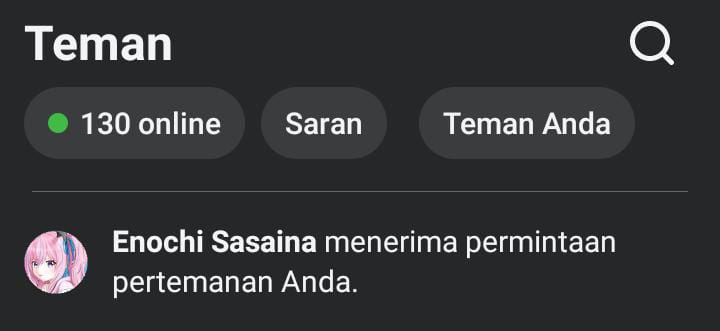 Teman
130 online
Saran
Teman Anda
Enochi Sasaina menerima permintaan
pertemanan Anda.